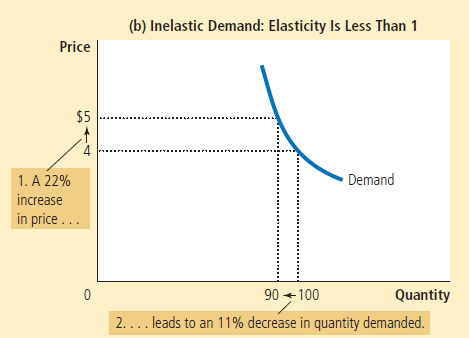 (b) Inelastic Demand: Elasticity Is Less Than 1
Price
$5
4
1. A 22%
increase
in price . . .
Demand
0
90
100
Quantity
2. . . . leads to an 11% decrease in quantity demanded.